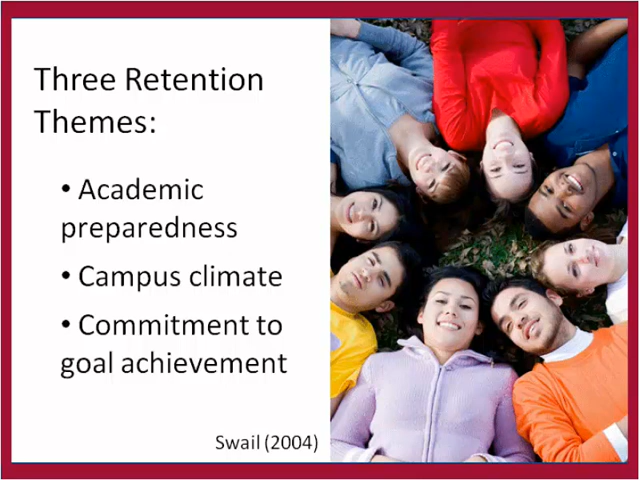 Three Retention
Themes:
• Academic
preparedness
• Campus climate
• Commitment to
goal achievement
Swail (2004)